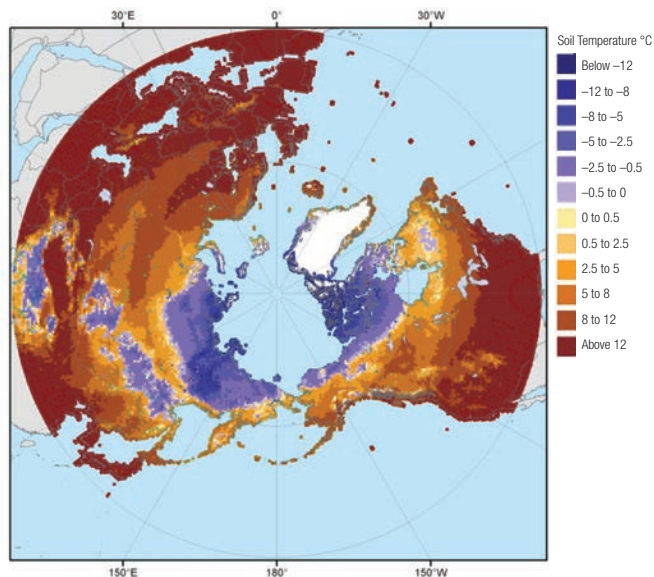 30°E 0° 30°W
Soil Temperature °C
Below –12
–12 to –8
–8 to –5
–5 to –2.5
–2.5 to –0.5
–0.5 to 0
0 to 0.5
0.5 to 2.5
2.5 to 5
5 to 8
8 to 12
Above 12
150°E 180° 150°W